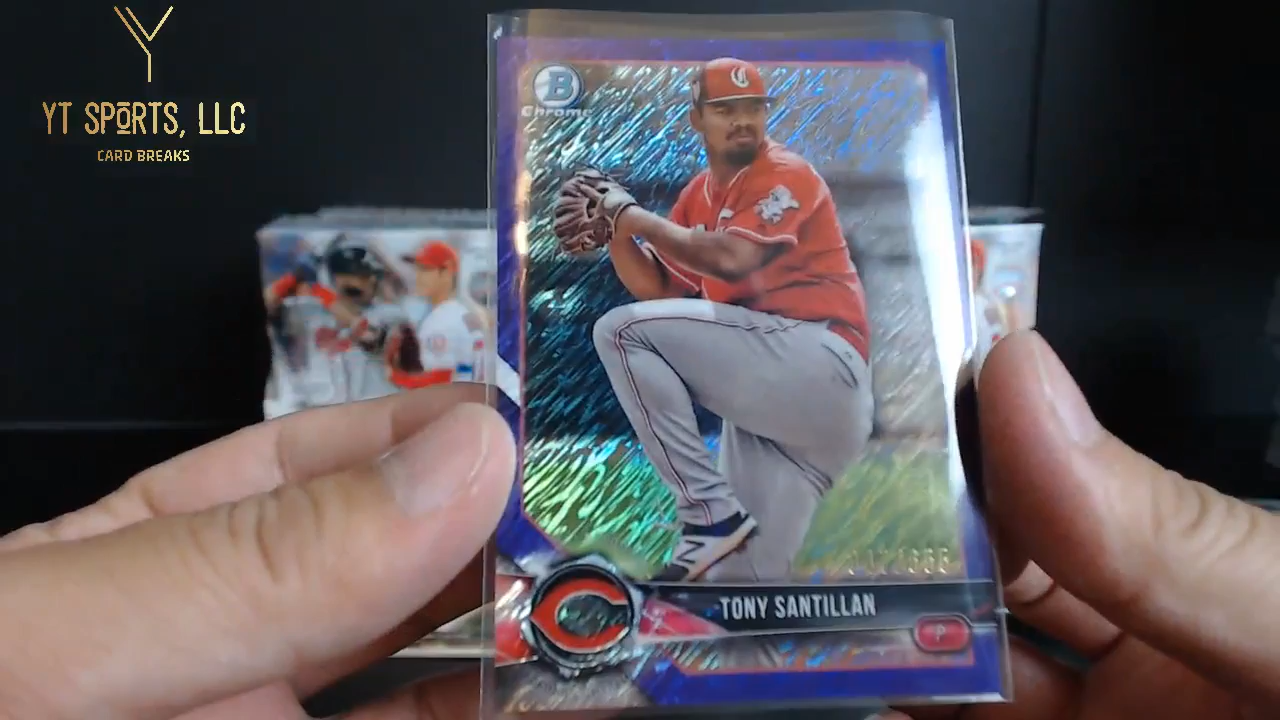 YT SPORTS, LLC
CARD BREAKS
B
Chrome
C
TONY SANTILLAN
P
N